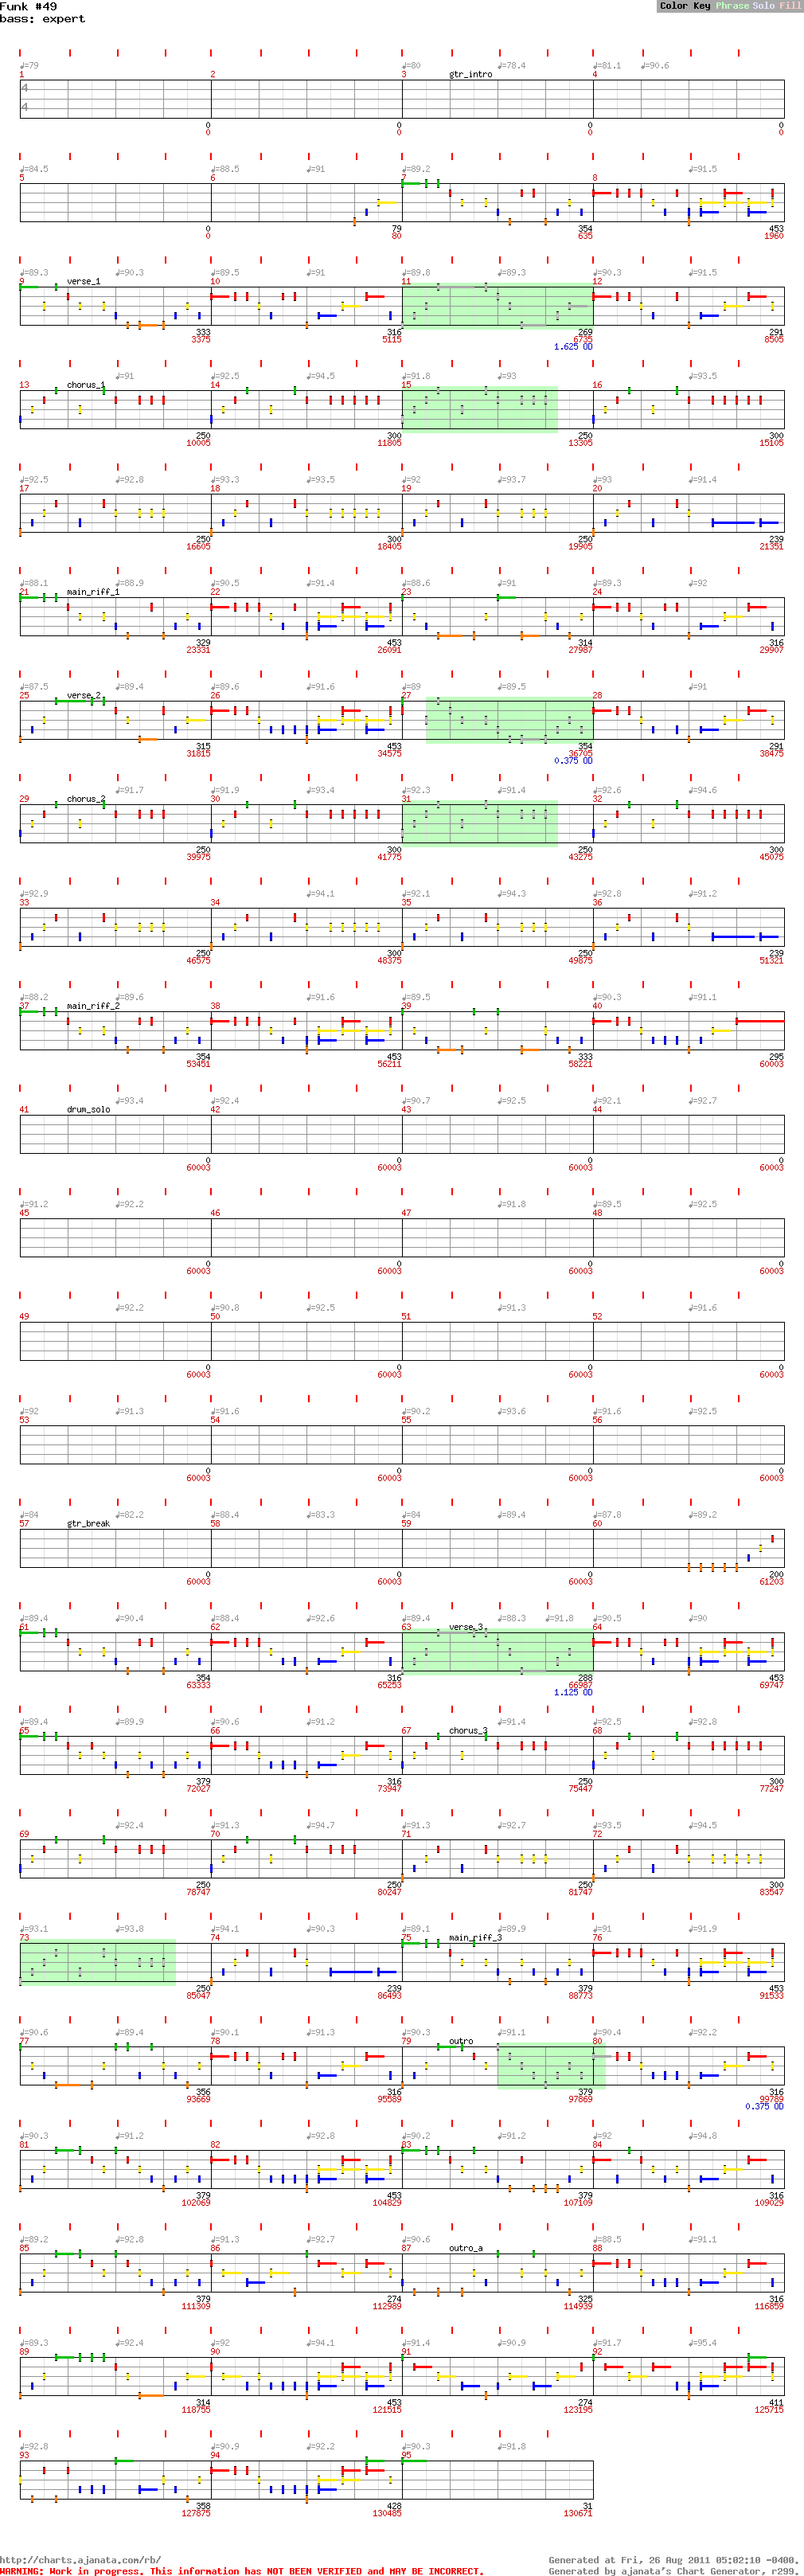 Funk #49 Color Key Phrase Solo Fill
bass: expert
♩=79 ♩=80 ♩=78.4 ♩=81.1 ♩=90.6
1 2 3 gtr_intro 4
4
4
0 0 0 0
0 0 0 0
♩=84.5 ♩=88.5 ♩=91 ♩=89.2 ♩=91.5
5 6 7 8
0 79 354 453
0 80 635 1960
♩=89.3 ♩=90.3 ♩=89.5 ♩=91 ♩=89.8 ♩=89.3 ♩=90.3 ♩=91.5
9 verse_1 10 11 12
333 316 269 291
3375 5115 6735 8505
1.625 OD
♩=91 ♩=92.5 ♩=94.5 ♩=91.8 ♩=93 ♩=93.5
13 chorus_1 14 15 16
250 300 250 300
10005 11805 13305 15105
♩=92.5 ♩=92.8 ♩=93.3 ♩=93.5 ♩=92 ♩=93.7 ♩=93 ♩=91.4
17 18 19 20
250 300 250 239
16605 18405 19905 21351
♩=88.1 ♩=88.9 ♩=90.5 ♩=91.4 ♩=88.6 ♩=91 ♩=89.3 ♩=92
21 main_riff_1 22 23 24
329 453 314 316
23331 26091 27987 29907
♩=87.5 ♩=89.4 ♩=89.6 ♩=91.6 ♩=89 ♩=89.5 ♩=91
25 verse_2 26 27 28
315 453 354 291
31815 34575 36705 38475
0.375 OD
♩=91.7 ♩=91.9 ♩=93.4 ♩=92.3 ♩=91.4 ♩=92.6 ♩=94.6
29 chorus_2 30 31 32
250 300 250 300
39975 41775 43275 45075
♩=92.9 ♩=94.1 ♩=92.1 ♩=94.3 ♩=92.8 ♩=91.2
33 34 35 36
250 300 250 239
46575 48375 49875 51321
♩=88.2 ♩=89.6 ♩=91.6 ♩=89.5 ♩=90.3 ♩=91.1
37 main_riff_2 38 39 40
354 453 333 295
53451 56211 58221 60003
♩=93.4 ♩=92.4 ♩=90.7 ♩=92.5 ♩=92.1 ♩=92.7
41 drum_solo 42 43 44
0 0 0 0
60003 60003 60003 60003
♩=91.2 ♩=92.2 ♩=91.8 ♩=89.5 ♩=92.5
45 46 47 48
0 0 0 0
60003 60003 60003 60003
♩=92.2 ♩=90.8 ♩=92.5 ♩=91.3 ♩=91.6
49 50 51 52
0 0 0 0
60003 60003 60003 60003
♩=92 ♩=91.3 ♩=91.6 ♩=90.2 ♩=93.6 ♩=91.6 ♩=92.5
53 54 55 56
0 0 0 0
60003 60003 60003 60003
♩=84 ♩=82.2 ♩=88.4 ♩=83.3 ♩=84 ♩=89.4 ♩=87.8 ♩=89.2
57 gtr_break 58 59 60
0 0 0 200
60003 60003 60003 61203
♩=89.4 ♩=90.4 ♩=88.4 ♩=92.6 ♩=89.4 ♩=88.3 ♩=91.8 ♩=90.5 ♩=90
61 62 63 verse_3 64
354 316 288 453
63333 65253 66987 69747
1.125 OD
♩=89.4 ♩=89.9 ♩=90.6 ♩=91.2 ♩=91.4 ♩=92.5 ♩=92.8
65 66 67 chorus_3 68
379 316 250 300
72027 73947 75447 77247
♩=92.4 ♩=91.3 ♩=94.7 ♩=91.3 ♩=92.7 ♩=93.5 ♩=94.5
69 70 71 72
250 250 250 300
78747 80247 81747 83547
♩=93.1 ♩=93.8 ♩=94.1 ♩=90.3 ♩=89.1 ♩=89.9 ♩=91 ♩=91.9
73 74 75 main_riff_3 76
250 239 379 453
85047 86493 88773 91533
♩=90.6 ♩=89.4 ♩=90.1 ♩=91.3 ♩=90.3 ♩=91.1 ♩=90.4 ♩=92.2
77 78 79 outro 80
356 316 379 316
93669 95589 97869 99789
0.375 OD
♩=90.3 ♩=91.2 ♩=92.8 ♩=90.2 ♩=91.2 ♩=92 ♩=94.8
81 82 83 84
379 453 379 316
102069 104829 107109 109029
♩=89.2 ♩=92.8 ♩=91.3 ♩=92.7 ♩=90.6 ♩=88.5 ♩=91.1
85 86 87 outro_a 88
379 274 325 316
111309 112989 114939 116859
♩=89.3 ♩=92.4 ♩=92 ♩=94.1 ♩=91.4 ♩=90.9 ♩=91.7 ♩=95.4
89 90 91 92
314 453 274 411
118755 121515 123195 125715
♩=92.8 ♩=90.9 ♩=92.2 ♩=90.3 ♩=91.8
93 94 95
358 428 31
127875 130485 130671
http://charts.ajanata.com/rb/ Generated at Fri, 26 Aug 2011 05:02:10 -0400.
WARNING: Work in progress. This information has NOT BEEN VERIFIED and MAY BE INCORRECT. Generated by ajanata's Chart Generator, r299.